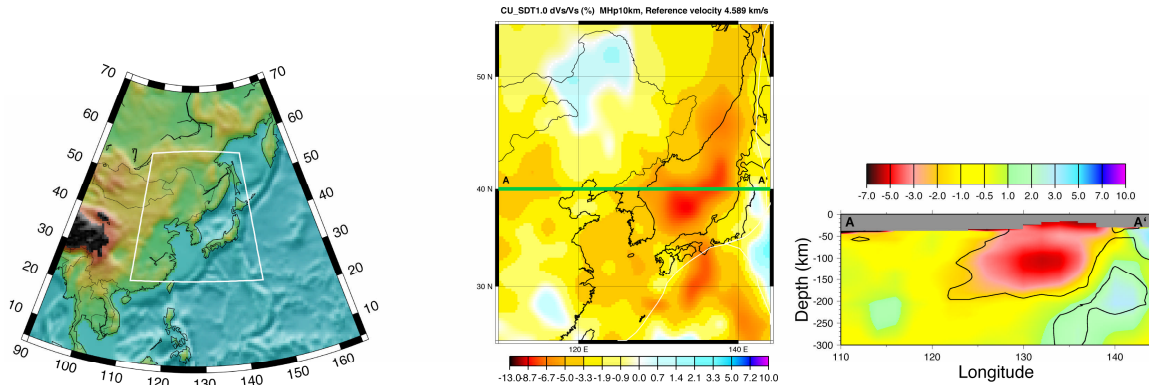 CU_SDT1.0 dVs/Vs (%) MHp10km, Reference velocity 4.589 km/s
70 70
60 60
50 50
40 40
30 30
20 20
10 10
90 100 110 120 130 140 150 160
50 N
40 N
30 N
A A'
120 E 140 E
-13.0-8.7-6.7-5.0-3.3-1.9-0.9 0.0 0.7 1.4 2.3 3.3 5.2 7.2 10.0
-7.0 -5.0 -3.0 -2.0 -1.0 -0.5 1.0 2.0 3.0 5.0 7.0 10.0
A A'
0
-50
-100
-150
-200
-250
-300
Depth (km)
110 120 130 140
Longitude